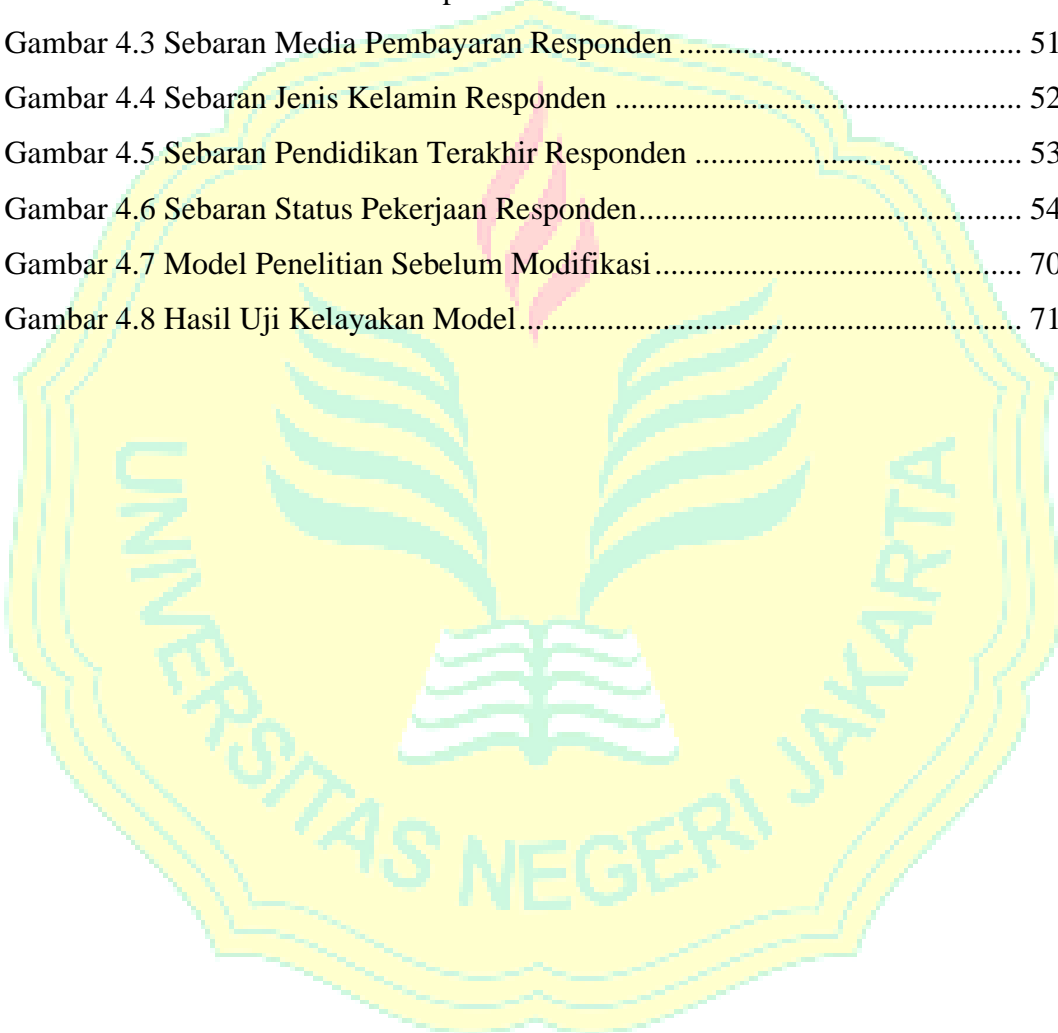 Gambar 4.3 Sebaran Media Pembayaran Responden ............................................ 51
Gambar 4.4 Sebaran Jenis Kelamin Responden .................................................... 52
Gambar 4.5 Sebaran Pendidikan Terakhir Responden .......................................... 53
Gambar 4.6 Sebaran Status Pekerjaan Responden................................................. 54
Gambar 4.7 Model Penelitian Sebelum Modifikasi............................................... 70
Gambar 4.8 Hasil Uji Kelayakan Model................................................................ 71
UNIVERSITAS NEGERI JAKARTA